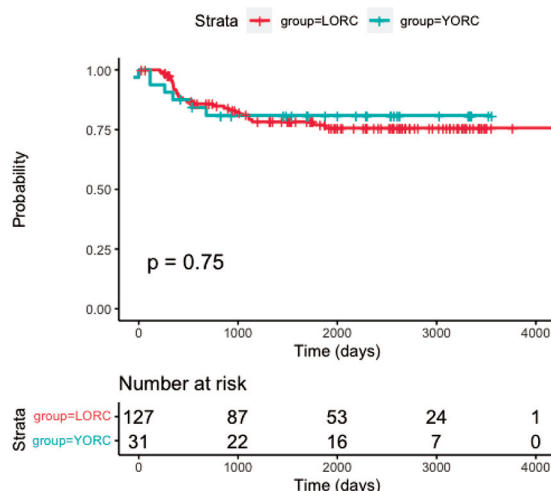 Strata group=LORC group=YORC
1.00
0.75
0.50
0.25
0.00
Probability
p = 0.75
0 1000 2000 3000 4000
Time (days)
Number at risk
Strata
group=LORC 127 87 53 24 1
group=YORC 31 22 16 7 0
0 1000 2000 3000 4000
Time (days)